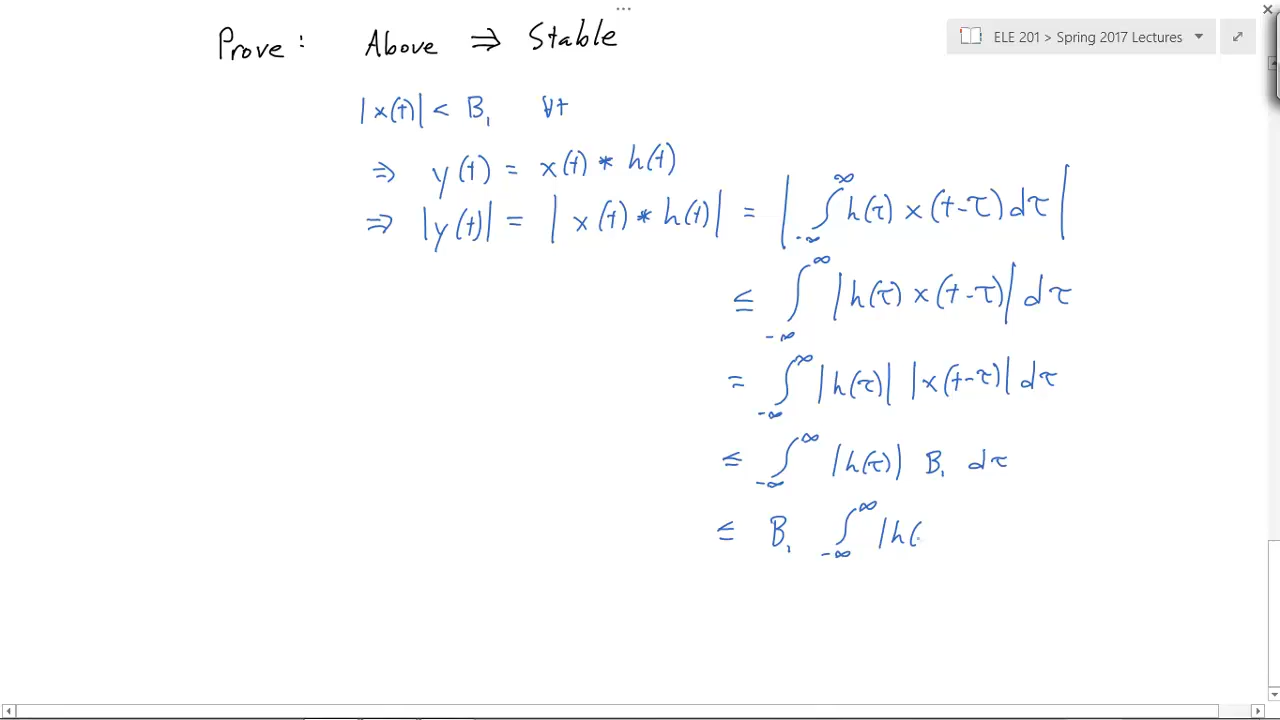 ELE 201 > Spring 2017 Lectures
Prove : Above ⇒ Stable
|x(t)| < B₁ ∀t
⇒ y(t) = x(t) * h(t)
⇒ |y(t)| = | x(t) * h(t)| = | ∫_{-∞}^{∞} h(τ) x(t-τ) dτ |
≤ ∫_{-∞}^{∞} |h(τ) x(t-τ)| dτ
= ∫_{-∞}^{∞} |h(τ)| |x(t-τ)| dτ
≤ ∫_{-∞}^{∞} |h(τ)| B₁ dτ
≤ B₁ ∫_{-∞}^{∞} |h(